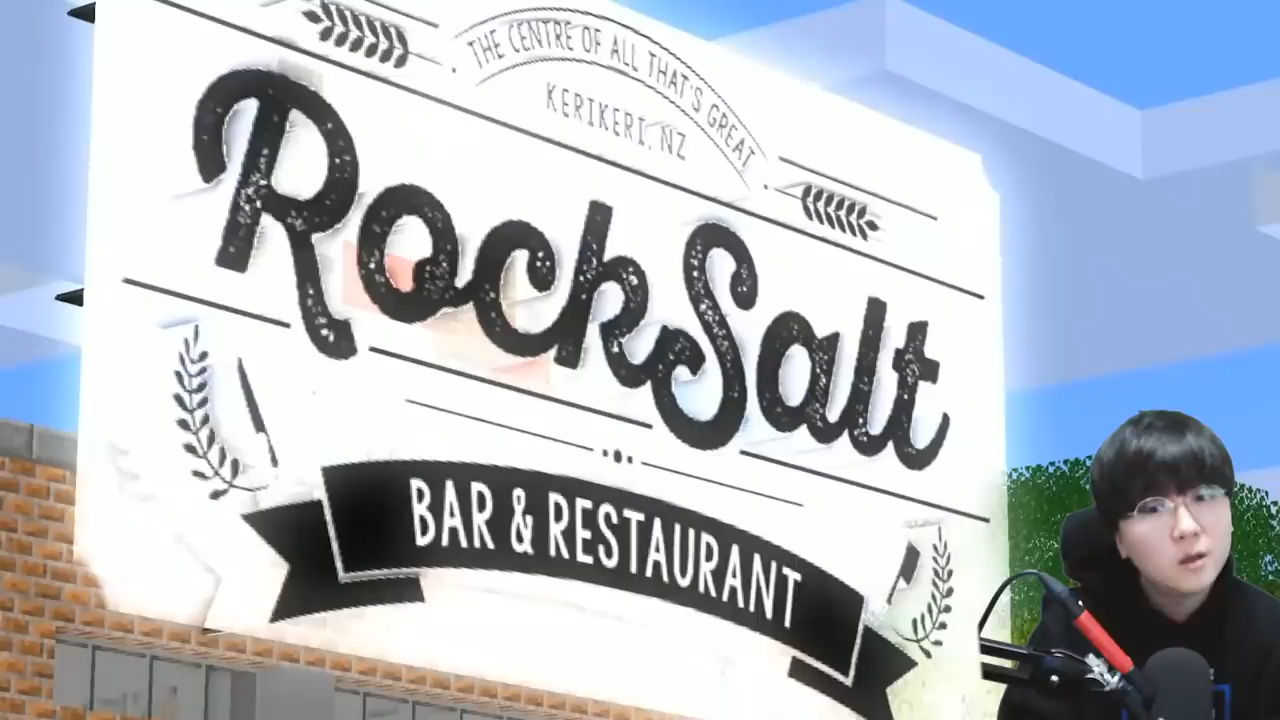 THE CENTRE OF ALL THAT'S GREAT
KERIKERI, NZ
RockSalt
BAR & RESTAURANT